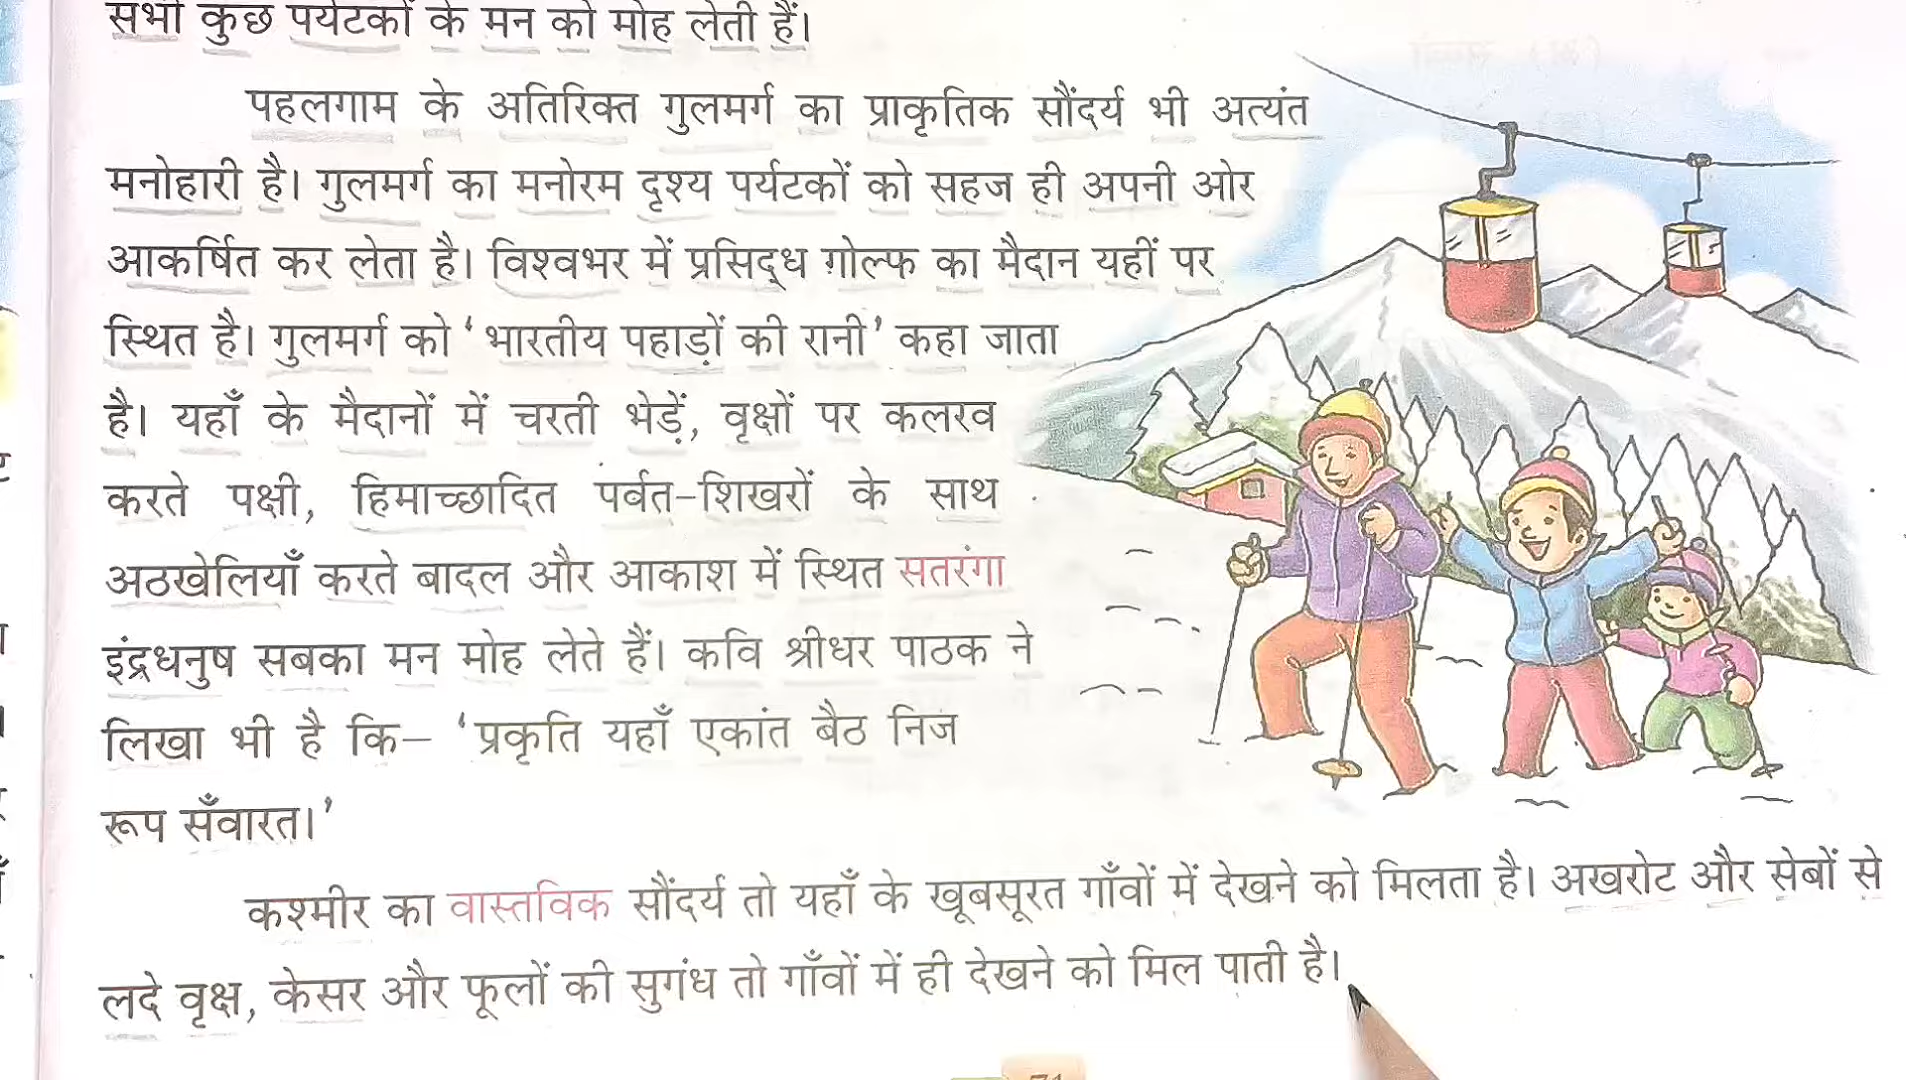 सभी कुछ पर्यटकों के मन को मोह लेती हैं।
पहलगाम के अतिरिक्त गुलमर्ग का प्राकृतिक सौंदर्य भी अत्यंत
मनोहारी है। गुलमर्ग का मनोरम दृश्य पर्यटकों को सहज ही अपनी ओर
आकर्षित कर लेता है। विश्वभर में प्रसिद्ध ग़ोल्फ का मैदान यहीं पर
स्थित है। गुलमर्ग को ‘भारतीय पहाड़ों की रानी’ कहा जाता
है। यहाँ के मैदानों में चरती भेड़ें, वृक्षों पर कलरव
करते पक्षी, हिमाच्छादित पर्वत-शिखरों के साथ
अठखेलियाँ करते बादल और आकाश में स्थित सतरंगा
इंद्रधनुष सबका मन मोह लेते हैं। कवि श्रीधर पाठक ने
लिखा भी है कि– ‘प्रकृति यहाँ एकांत बैठ निज
रूप सँवारत।’
कश्मीर का वास्तविक सौंदर्य तो यहाँ के खूबसूरत गाँवों में देखने को मिलता है। अखरोट और सेबों से
लदे वृक्ष, केसर और फूलों की सुगंध तो गाँवों में ही देखने को मिल पाती है।